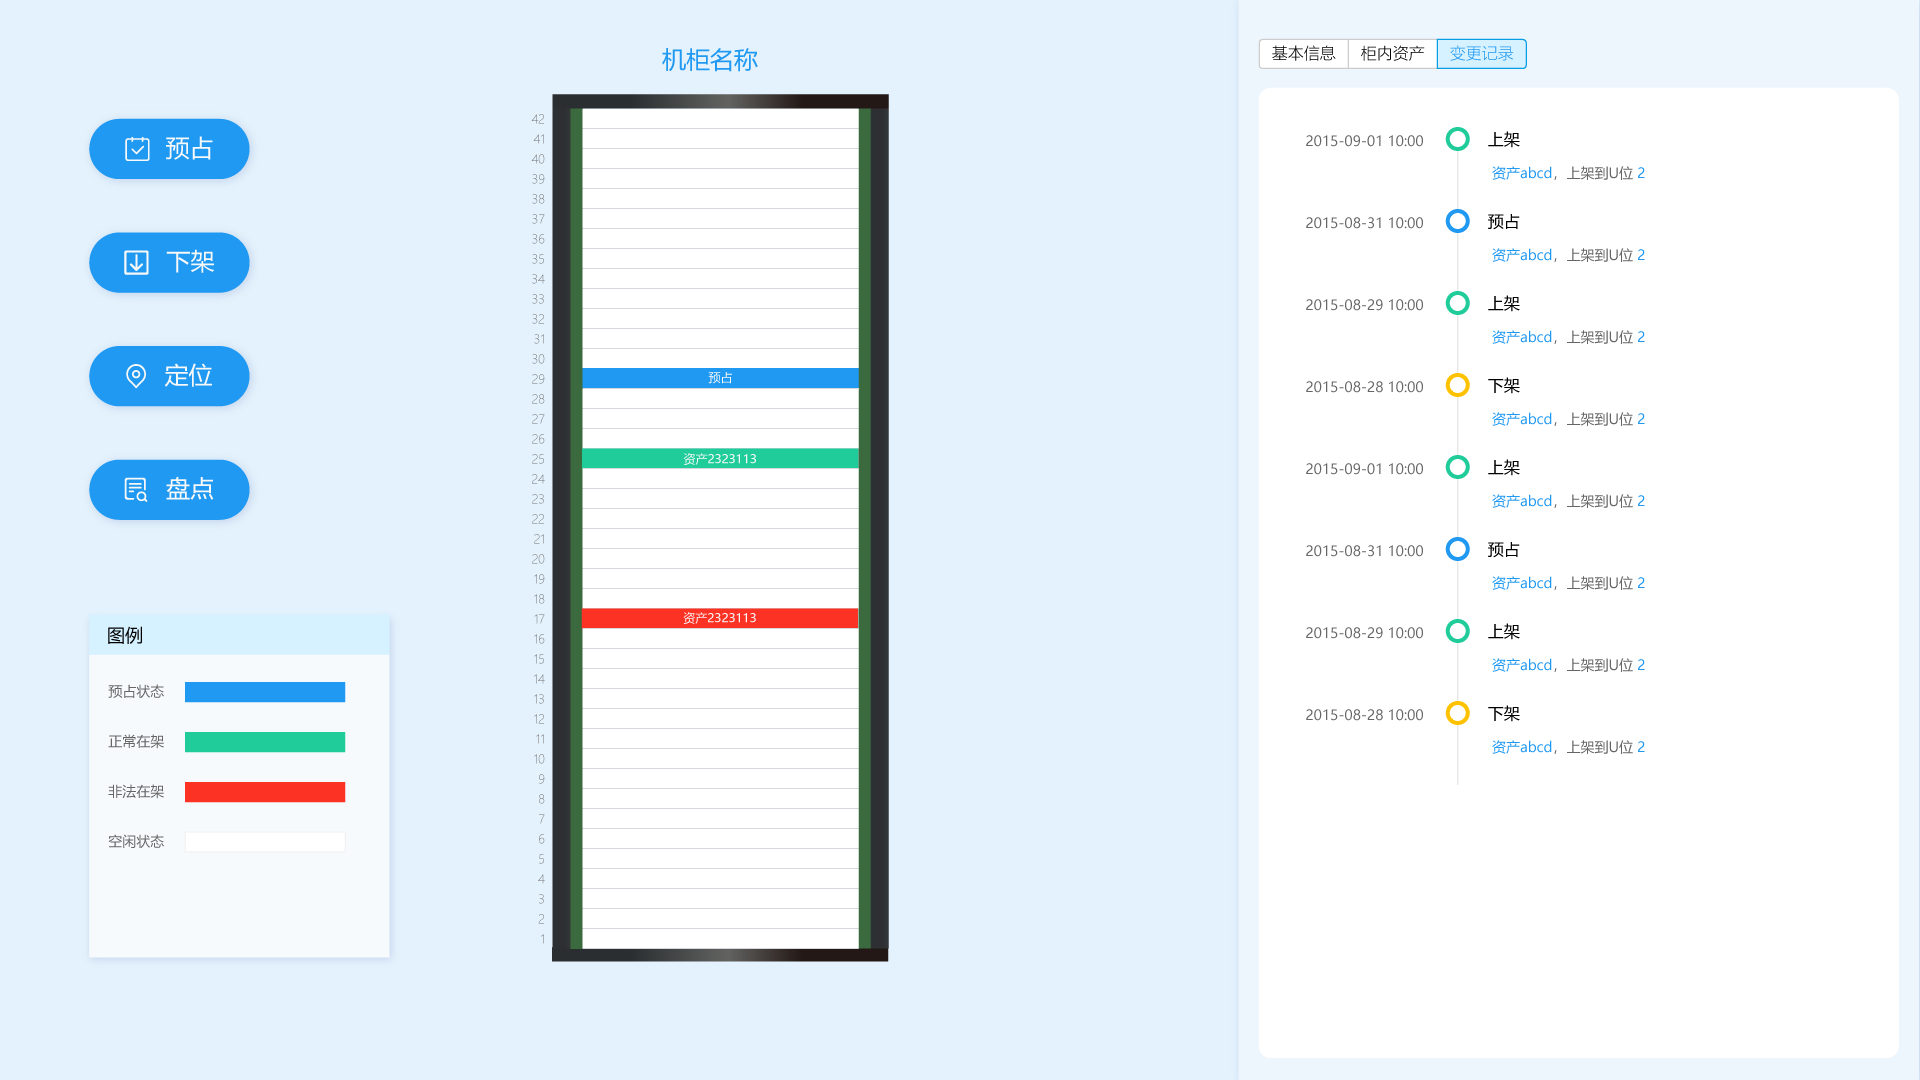 预占
下架
定位
盘点
图例
预占状态
正常在架
非法在架
空闲状态
机柜名称
42
41
40
39
38
37
36
35
34
33
32
31
30
29 预占
28
27
26
25 资产2323113
24
23
22
21
20
19
18
17 资产2323113
16
15
14
13
12
11
10
9
8
7
6
5
4
3
2
1
基本信息 柜内资产 变更记录
2015-09-01 10:00 上架
资产abcd，上架到U位 2
2015-08-31 10:00 预占
资产abcd，上架到U位 2
2015-08-29 10:00 上架
资产abcd，上架到U位 2
2015-08-28 10:00 下架
资产abcd，上架到U位 2
2015-09-01 10:00 上架
资产abcd，上架到U位 2
2015-08-31 10:00 预占
资产abcd，上架到U位 2
2015-08-29 10:00 上架
资产abcd，上架到U位 2
2015-08-28 10:00 下架
资产abcd，上架到U位 2